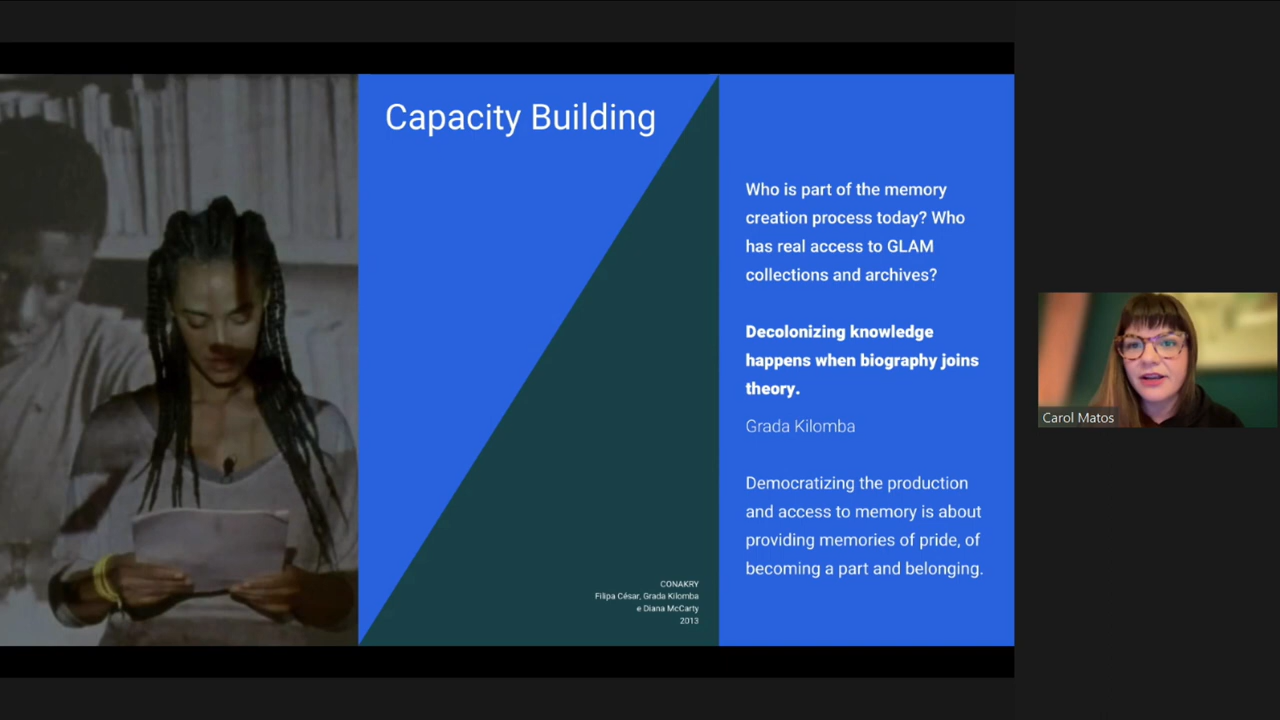 Capacity Building
Who is part of the memory
creation process today? Who
has real access to GLAM
collections and archives?
Decolonizing knowledge
happens when biography joins
theory.
Grada Kilomba
Democratizing the production
and access to memory is about
providing memories of pride, of
becoming a part and belonging.
CONAKRY
Filipa César, Grada Kilomba
e Diana McCarty
2013
Carol Matos